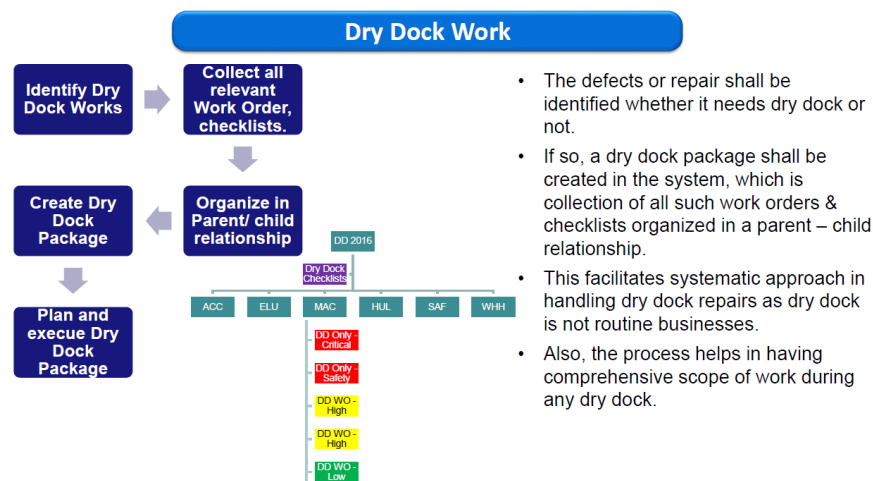 Dry Dock Work
Identify Dry
Dock Works
Collect all
relevant
Work Order,
checklists.
Organize in
Parent/ child
relationship
Create Dry
Dock
Package
Plan and
execue Dry
Dock
Package
DD 2016
Dry Dock
Checklists
ACC
ELU
MAC
HUL
SAF
WHH
DD Only -
Critical
DD Only -
Safety
DD WO -
High
DD WO -
High
DD WO -
Low
• The defects or repair shall be
identified whether it needs dry dock or
not.
• If so, a dry dock package shall be
created in the system, which is
collection of all such work orders &
checklists organized in a parent – child
relationship.
• This facilitates systematic approach in
handling dry dock repairs as dry dock
is not routine businesses.
• Also, the process helps in having
comprehensive scope of work during
any dry dock.